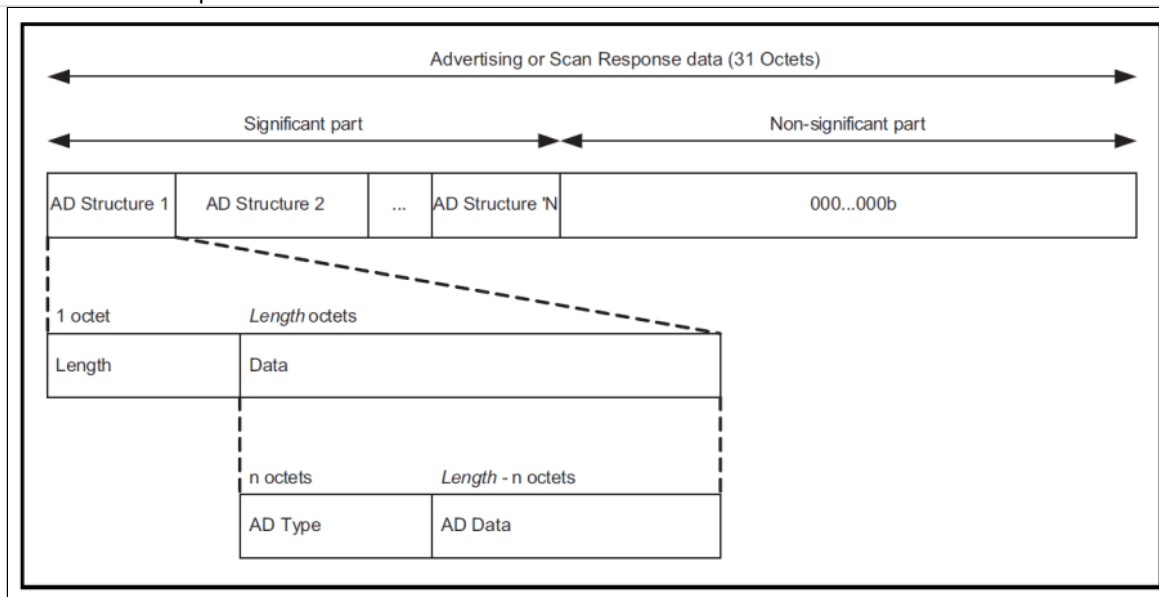 Advertising or Scan Response data (31 Octets)
Significant part Non-significant part
AD Structure 1 AD Structure 2 ... AD Structure 'N 000...000b
1 octet Length octets
Length Data
n octets Length - n octets
AD Type AD Data